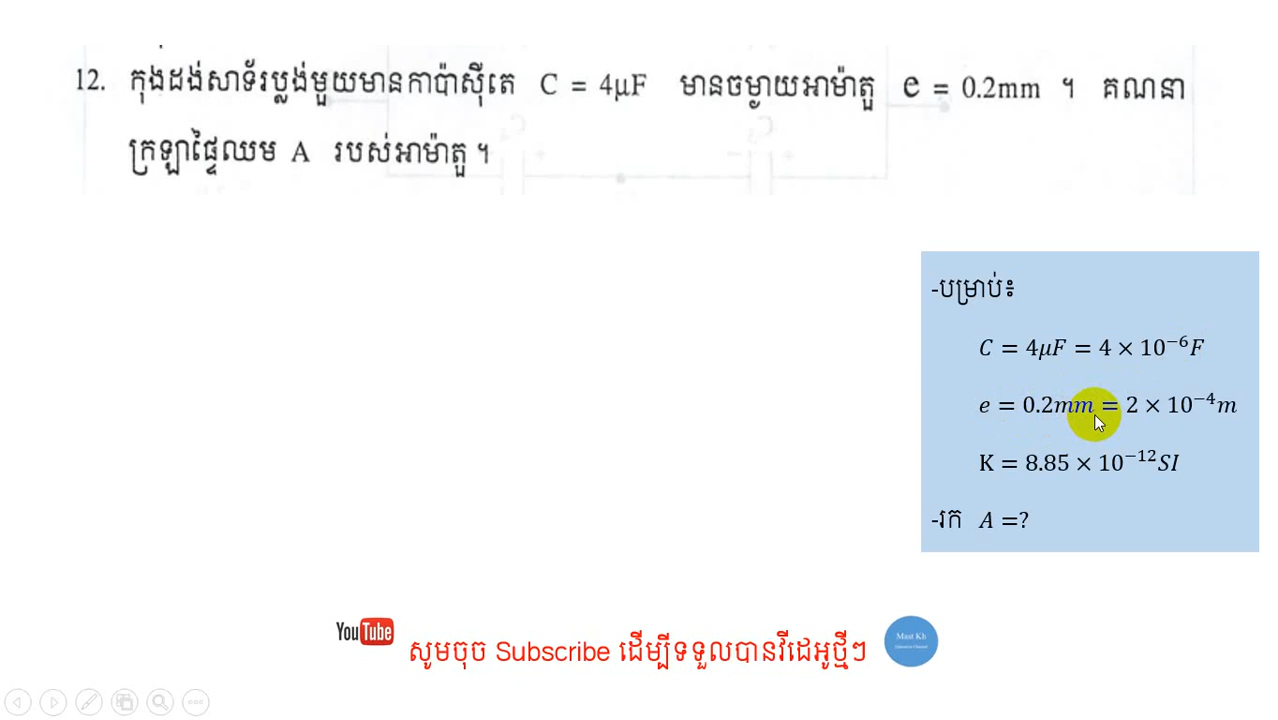 12. កុងដង់សាទ័រប្លង់មួយមានកាប៉ាស៊ីតេ C = 4μF មានចម្ងាយអាម៉ាតួ e = 0.2mm ។ គណនា
ក្រឡាផ្ទៃឈម A របស់អាម៉ាតួ ។
-បម្រាប់៖
C = 4μF = 4 × 10⁻⁶F
e = 0.2mm = 2 × 10⁻⁴m
K = 8.85 × 10⁻¹²SI
-រក A =?
YouTube
សូមចុច Subscribe ដើម្បីទទួលបានវីដេអូថ្មីៗ
Maat Kh